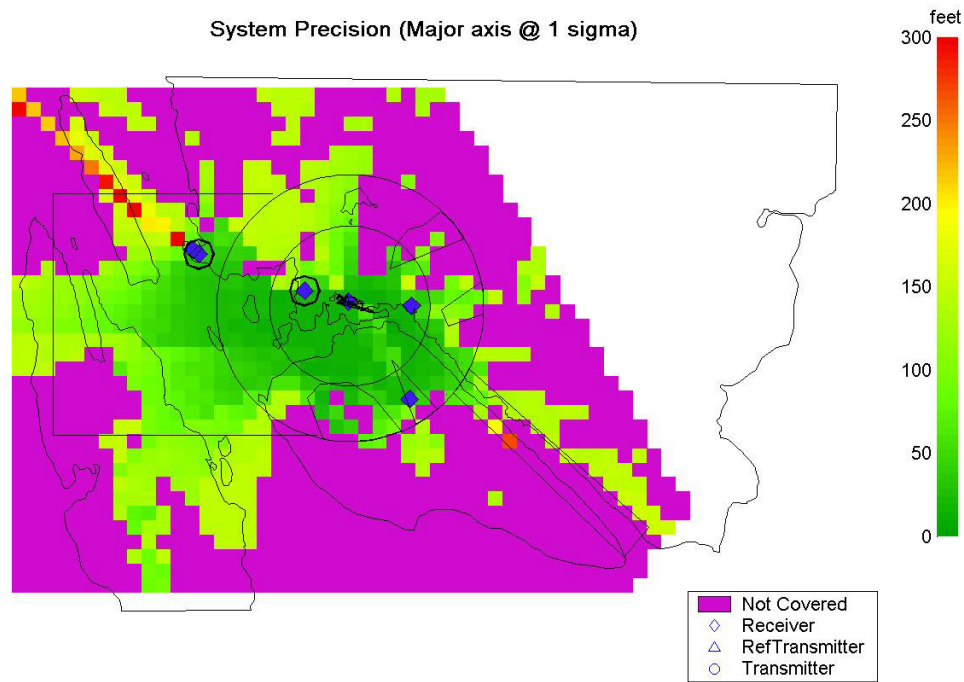 System Precision (Major axis @ 1 sigma)
feet
300
250
200
150
100
50
0
Not Covered
Receiver
RefTransmitter
Transmitter